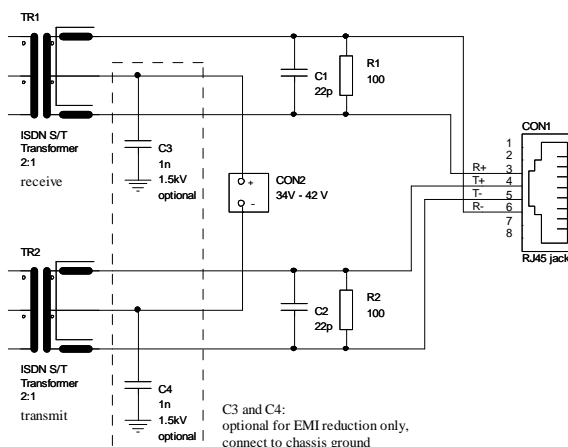 TR1
ISDN S/T
Transformer
2:1
receive
C3
1n
1.5kV
optional
C1
22p
R1
100
CON2
34V - 42 V
+
-
CON1
1
2
3
4
5
6
7
8
R+
T+
T-
R-
RJ45 jack
TR2
ISDN S/T
Transformer
2:1
transmit
C4
1n
1.5kV
optional
C2
22p
R2
100
C3 and C4:
optional for EMI reduction only,
connect to chassis ground